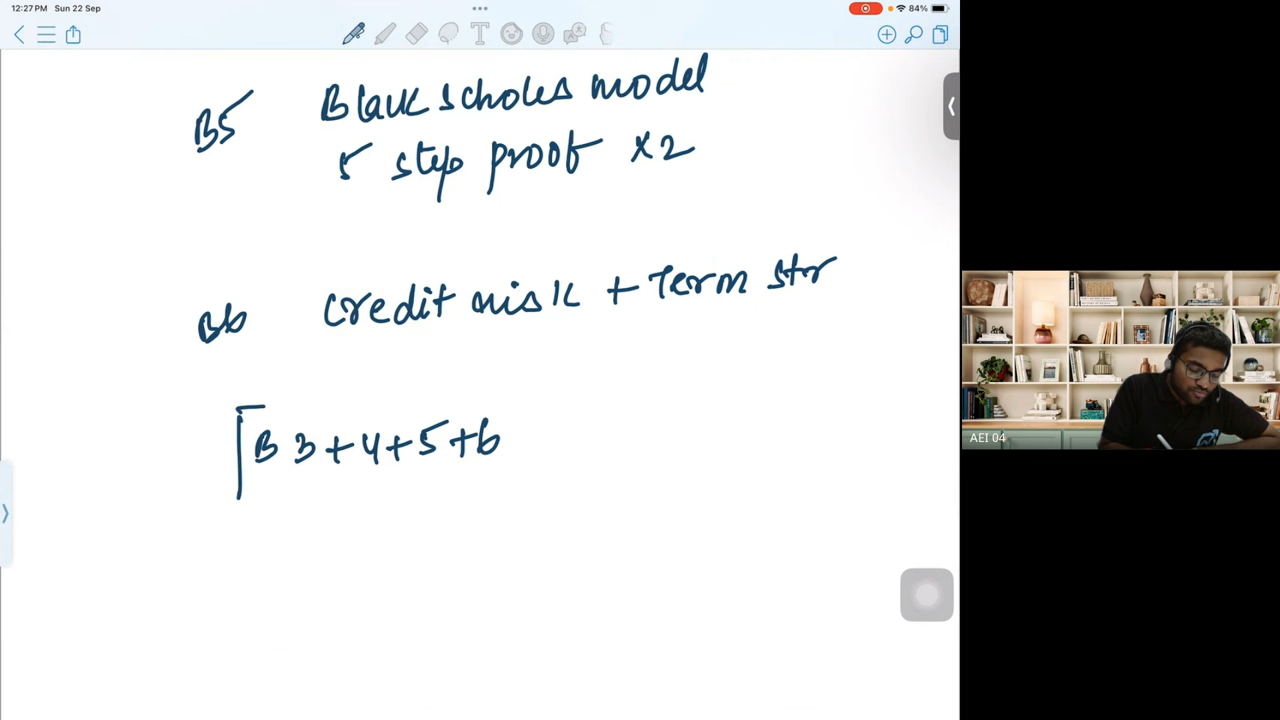 12:27 PM Sun 22 Sep
84%
B5 Black scholes model
5 step proof x2
B6 Credit risk + Term str
B 3+4+5+6
AEI 04